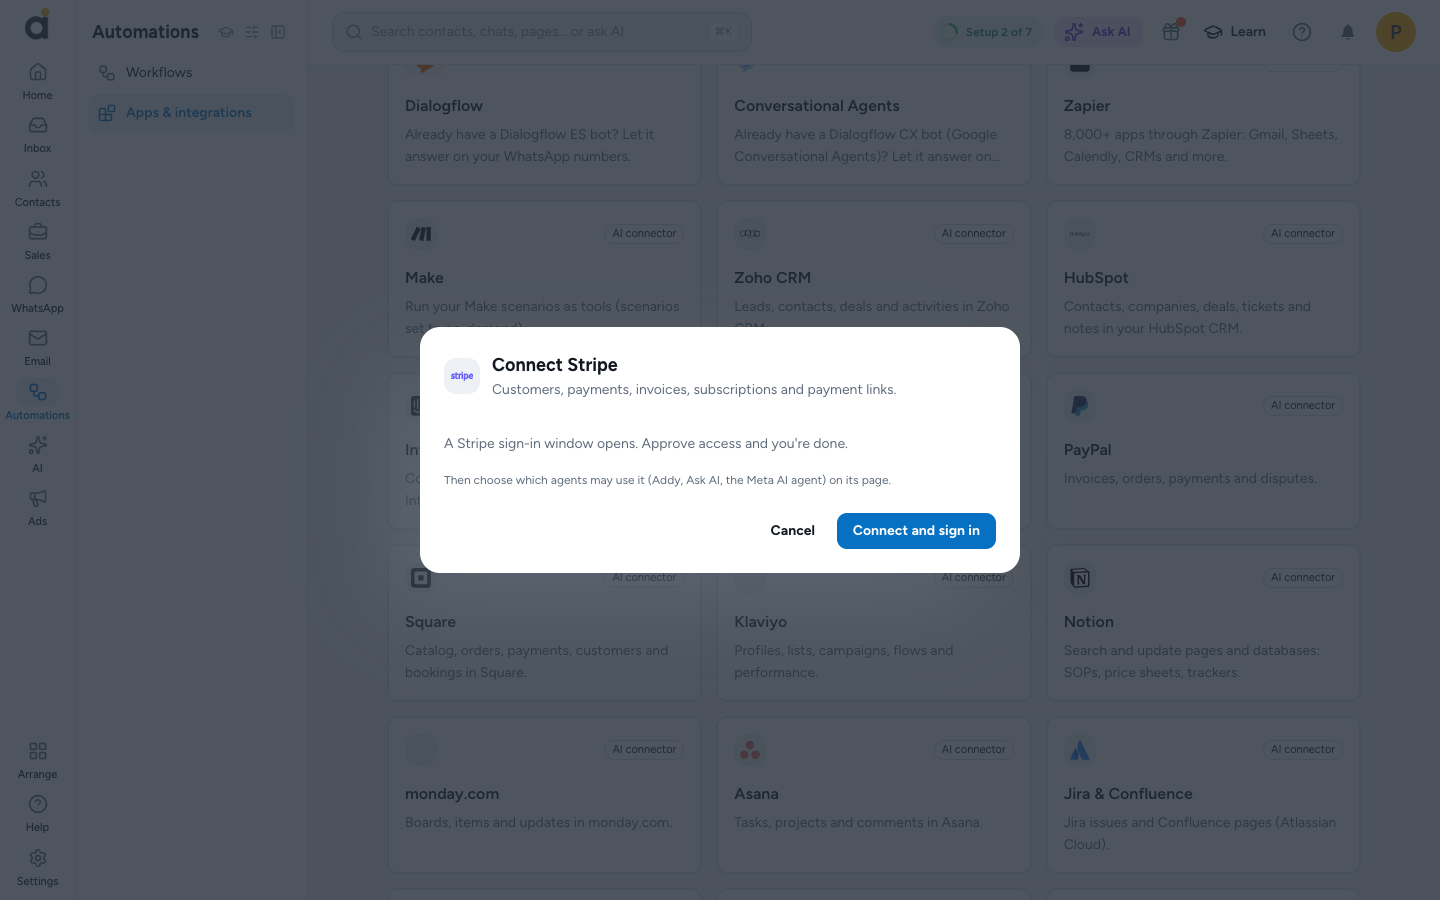 Automations
Search contacts, chats, pages... or ask AI
⌘K
Setup 2 of 7
Ask AI
Learn
P
Home
Inbox
Contacts
Sales
WhatsApp
Email
Automations
AI
Ads
Arrange
Help
Settings
Workflows
Apps & integrations
Dialogflow
Already have a Dialogflow ES bot? Let it
answer on your WhatsApp numbers.
Conversational Agents
Already have a Dialogflow CX bot (Google
Conversational Agents)? Let it answer on...
Zapier
8,000+ apps through Zapier: Gmail, Sheets,
Calendly, CRMs and more.
AI connector
Make
Run your Make scenarios as tools (scenarios
AI connector
Zoho CRM
Leads, contacts, deals and activities in Zoho
CRM.
AI connector
HubSpot
Contacts, companies, deals, tickets and
notes in your HubSpot CRM.
stripe
Connect Stripe
Customers, payments, invoices, subscriptions and payment links.
A Stripe sign-in window opens. Approve access and you're done.
Then choose which agents may use it (Addy, Ask AI, the Meta AI agent) on its page.
Cancel
Connect and sign in
AI connector
PayPal
Invoices, orders, payments and disputes.
AI connector
Square
Catalog, orders, payments, customers and
bookings in Square.
AI connector
Klaviyo
Profiles, lists, campaigns, flows and
performance.
AI connector
Notion
Search and update pages and databases:
SOPs, price sheets, trackers.
AI connector
monday.com
Boards, items and updates in monday.com.
AI connector
Asana
Tasks, projects and comments in Asana.
AI connector
Jira & Confluence
Jira issues and Confluence pages (Atlassian
Cloud).